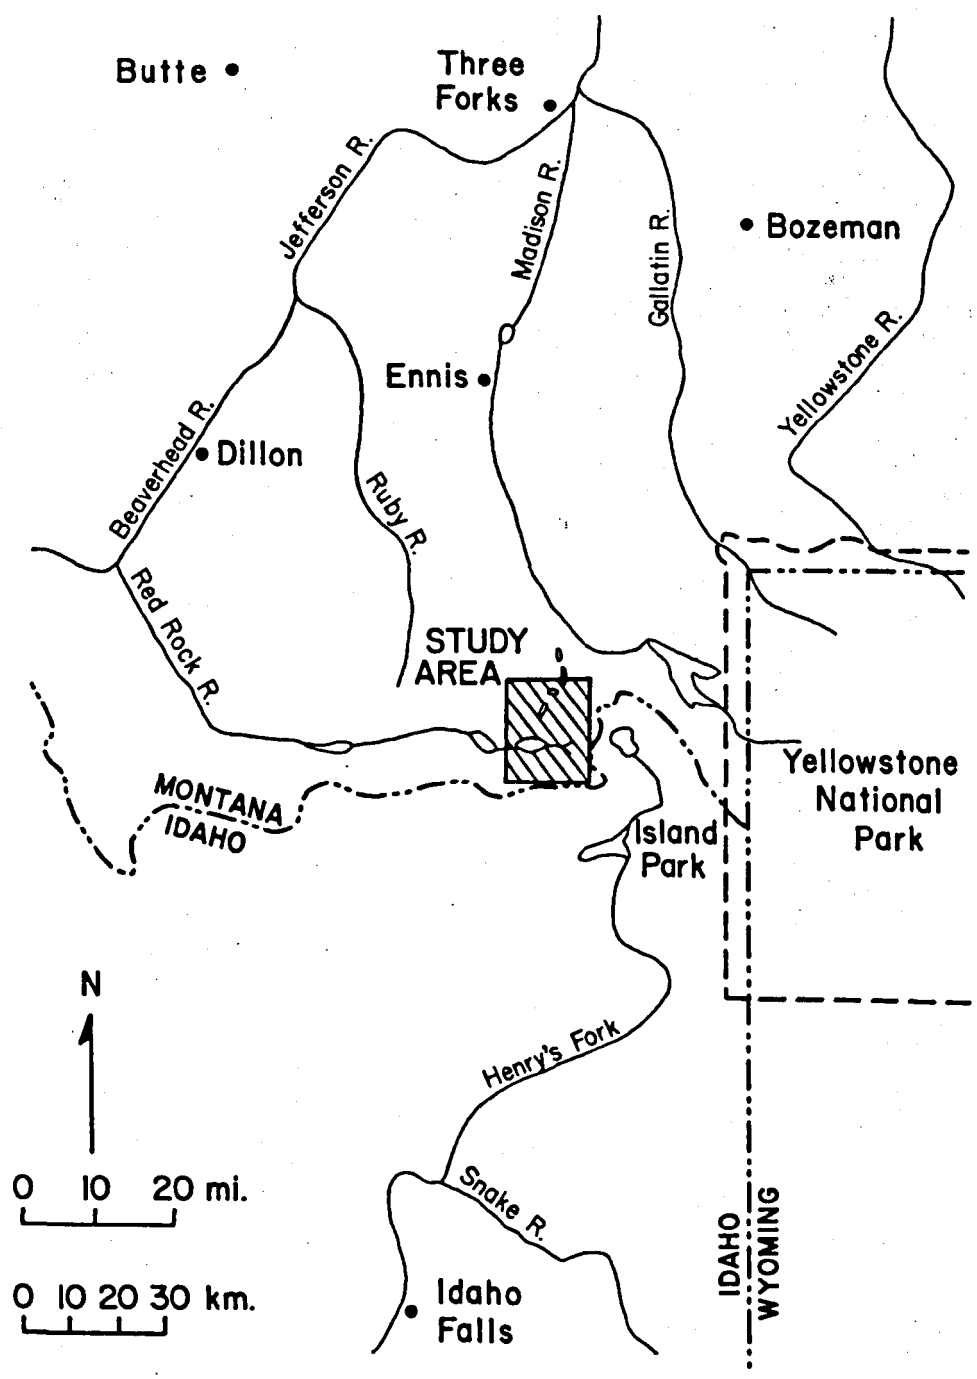 Butte
Three
Forks
Jefferson R.
Madison R.
Gallatin R.
Bozeman
Yellowstone R.
Ennis
Beaverhead R.
Dillon
Ruby R.
Red Rock R.
STUDY
AREA
MONTANA
IDAHO
Yellowstone
National
Park
Island
Park
N
Henry's Fork
0 10 20 mi.
Snake R.
IDAHO
WYOMING
0 10 20 30 km.
Idaho
Falls